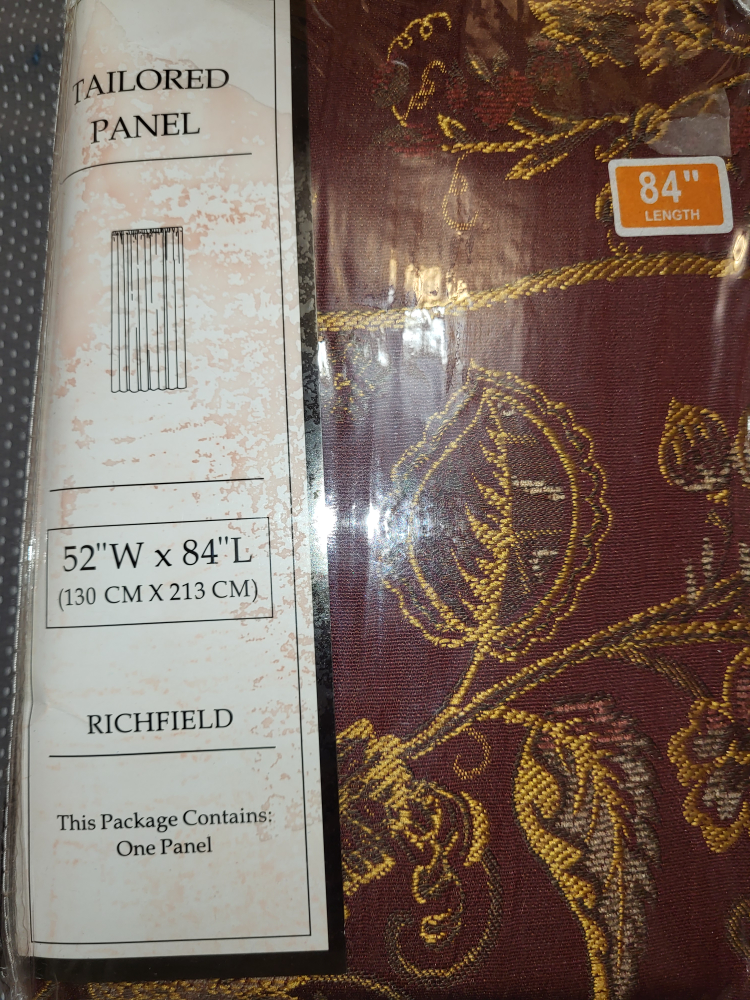 TAILORED
PANEL
84"
LENGTH
52"W x 84"L
(130 CM X 213 CM)
RICHFIELD
This Package Contains:
One Panel